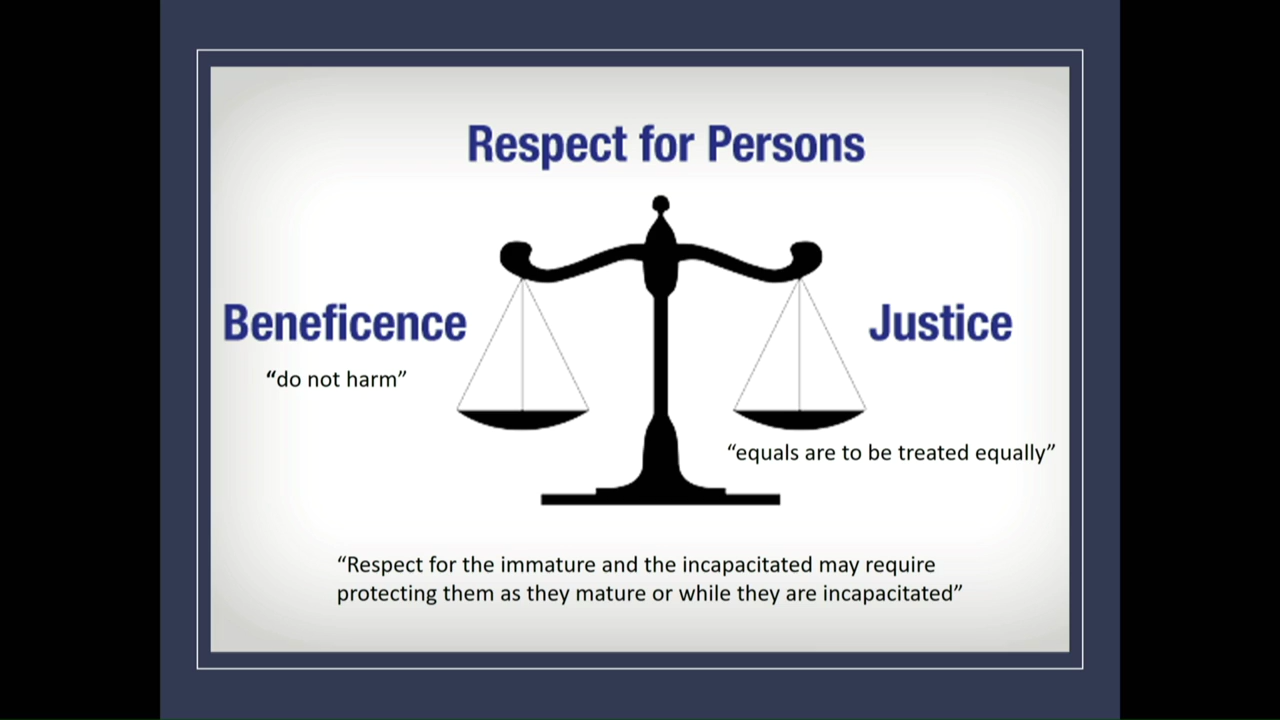 Respect for Persons
Beneficence
“do not harm”
Justice
“equals are to be treated equally”
“Respect for the immature and the incapacitated may require
protecting them as they mature or while they are incapacitated”